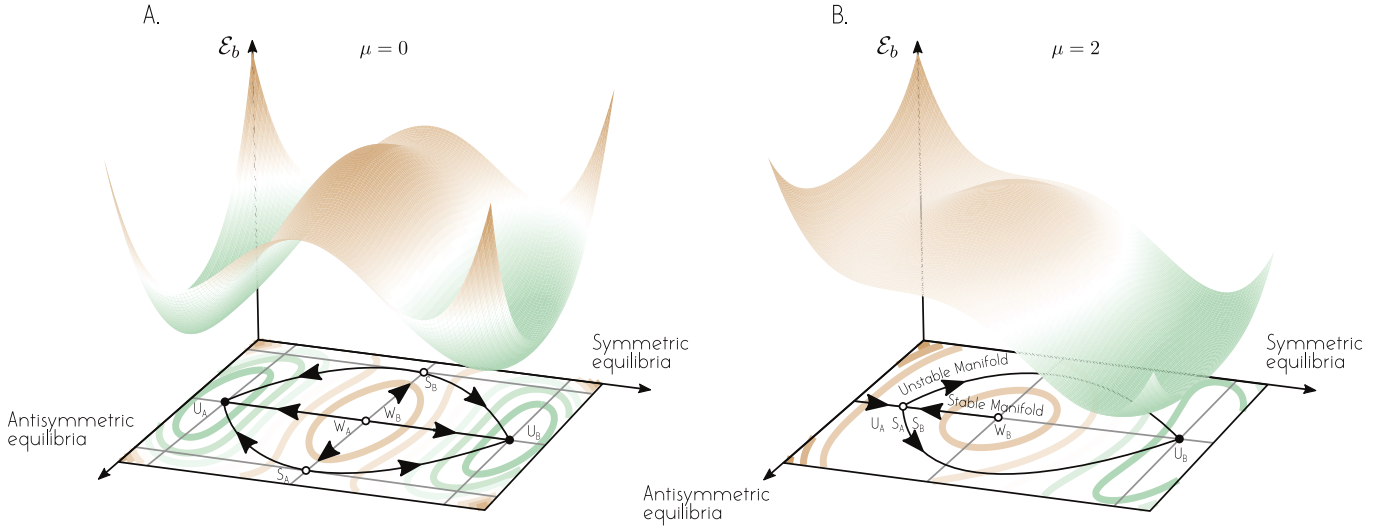 A.
ℰ_b
μ = 0
Symmetric
equilibria
Antisymmetric
equilibria
U_A
S_B
W_A
W_B
U_B
S_A
B.
ℰ_b
μ = 2
Symmetric
equilibria
Antisymmetric
equilibria
Unstable Manifold
Stable Manifold
U_A S_A S_B
W_B
U_B